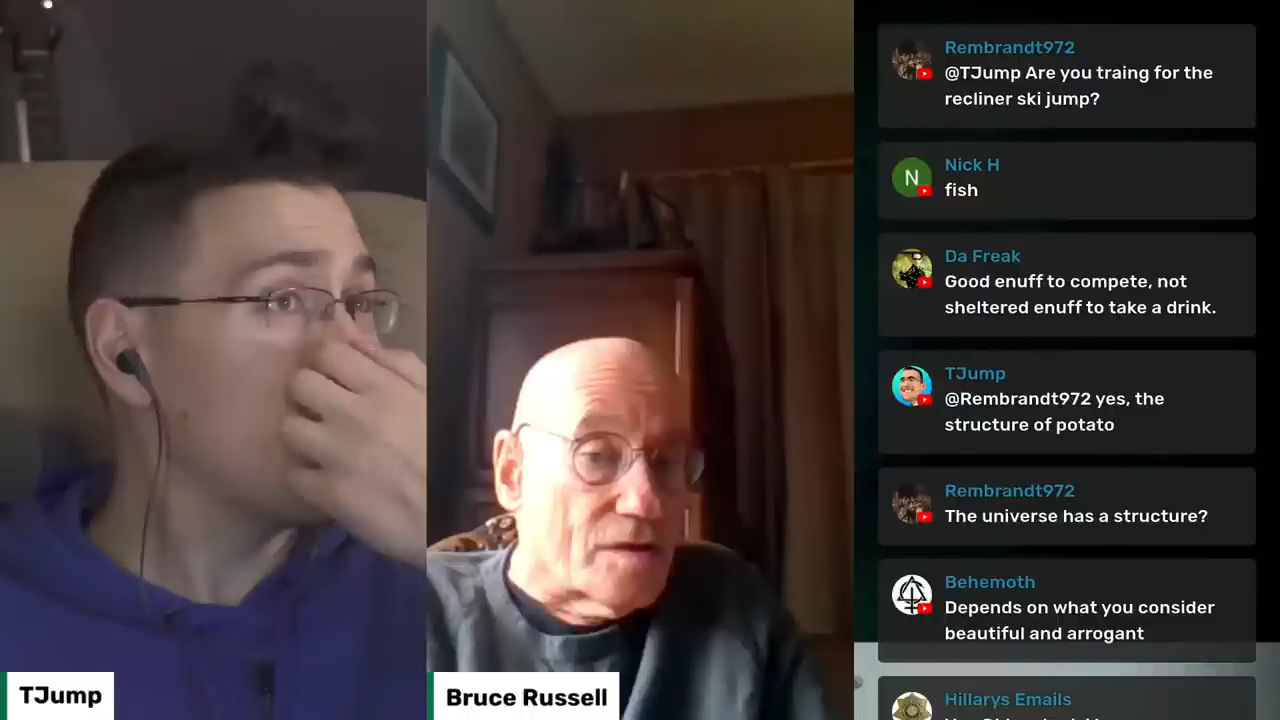 Rembrandt972
@TJump Are you traing for the
recliner ski jump?
N
Nick H
fish
Da Freak
Good enuff to compete, not
sheltered enuff to take a drink.
TJump
@Rembrandt972 yes, the
structure of potato
Rembrandt972
The universe has a structure?
Behemoth
Depends on what you consider
beautiful and arrogant
Hillarys Emails
TJump
Bruce Russell